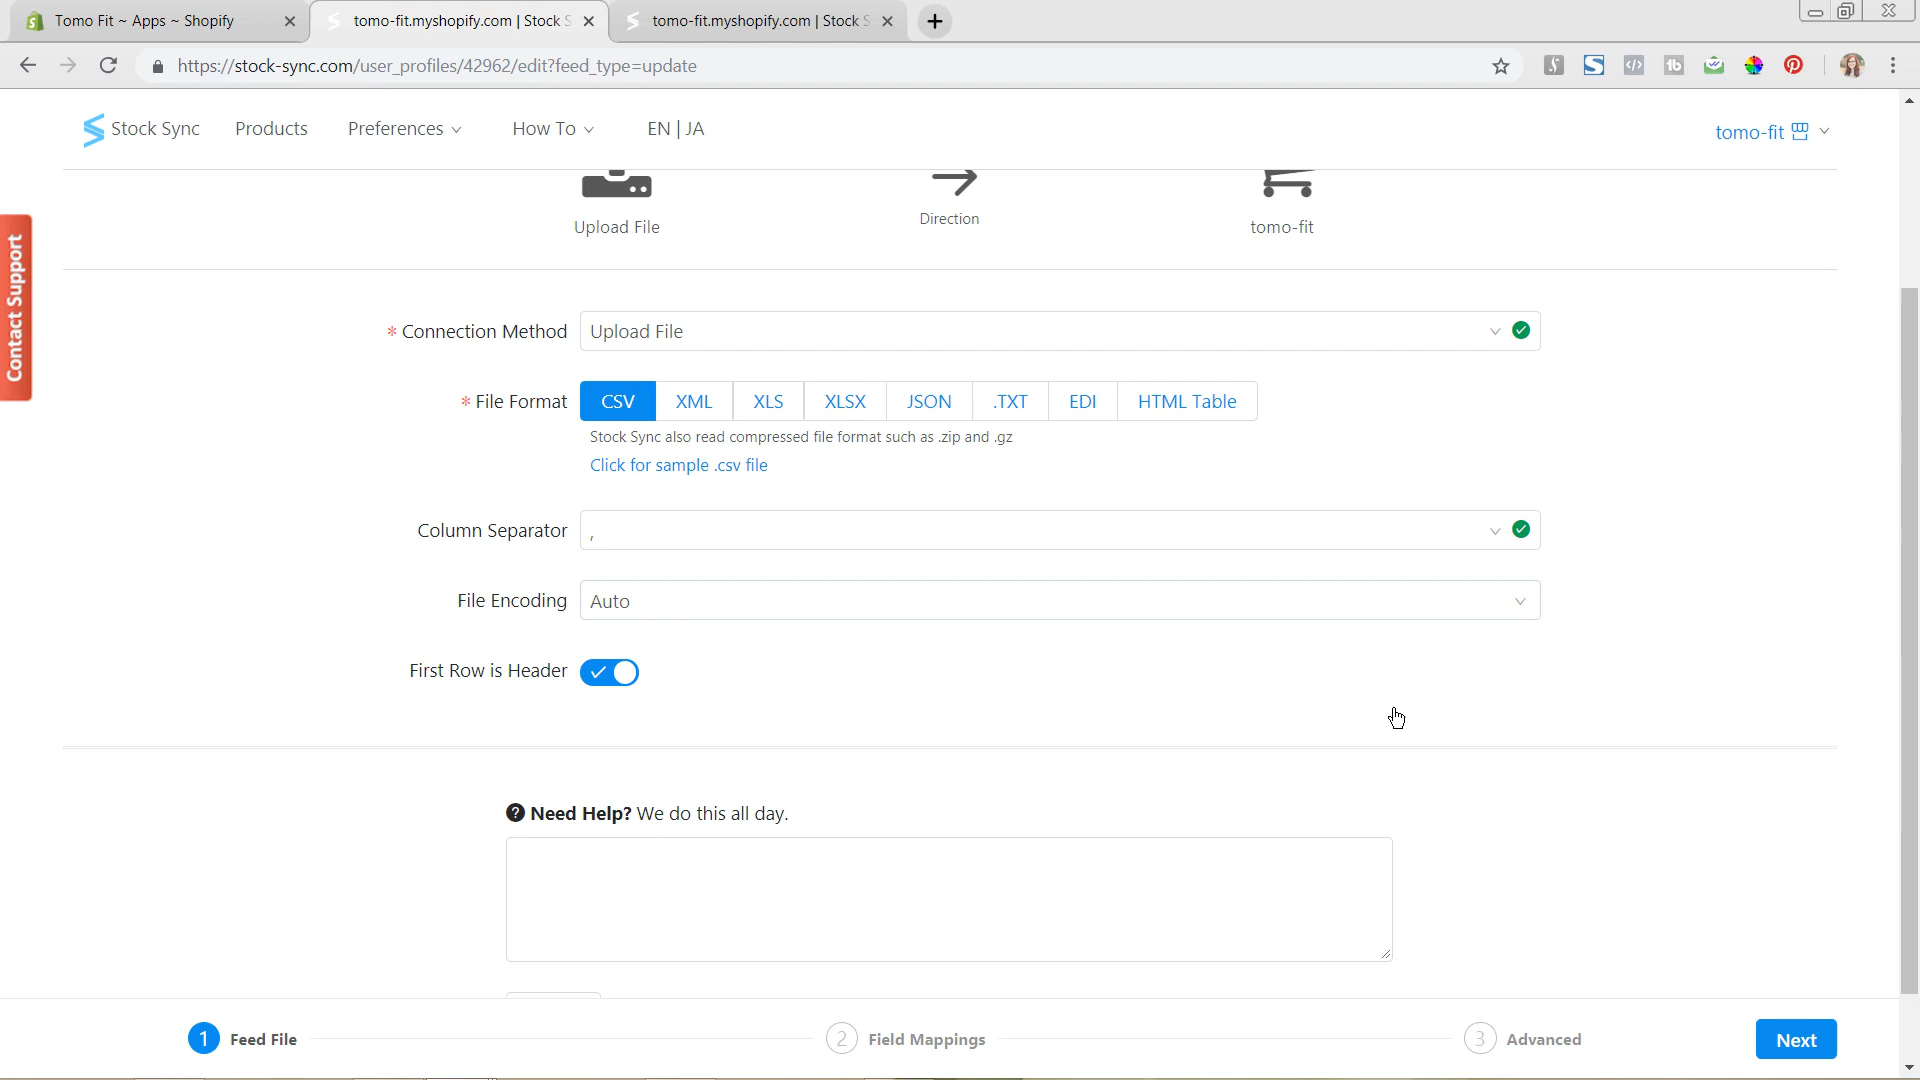 Tomo Fit ~ Apps ~ Shopify
tomo-fit.myshopify.com | Stock S
tomo-fit.myshopify.com | Stock S
https://stock-sync.com/user_profiles/42962/edit?feed_type=update
Stock Sync
Products
Preferences
How To
EN | JA
tomo-fit
Contact Support
Upload File
Direction
tomo-fit
* Connection Method
Upload File
* File Format
CSV
XML
XLS
XLSX
JSON
.TXT
EDI
HTML Table
Stock Sync also read compressed file format such as .zip and .gz
Click for sample .csv file
Column Separator
,
File Encoding
Auto
First Row is Header
? Need Help? We do this all day.
1 Feed File
2 Field Mappings
3 Advanced
Next